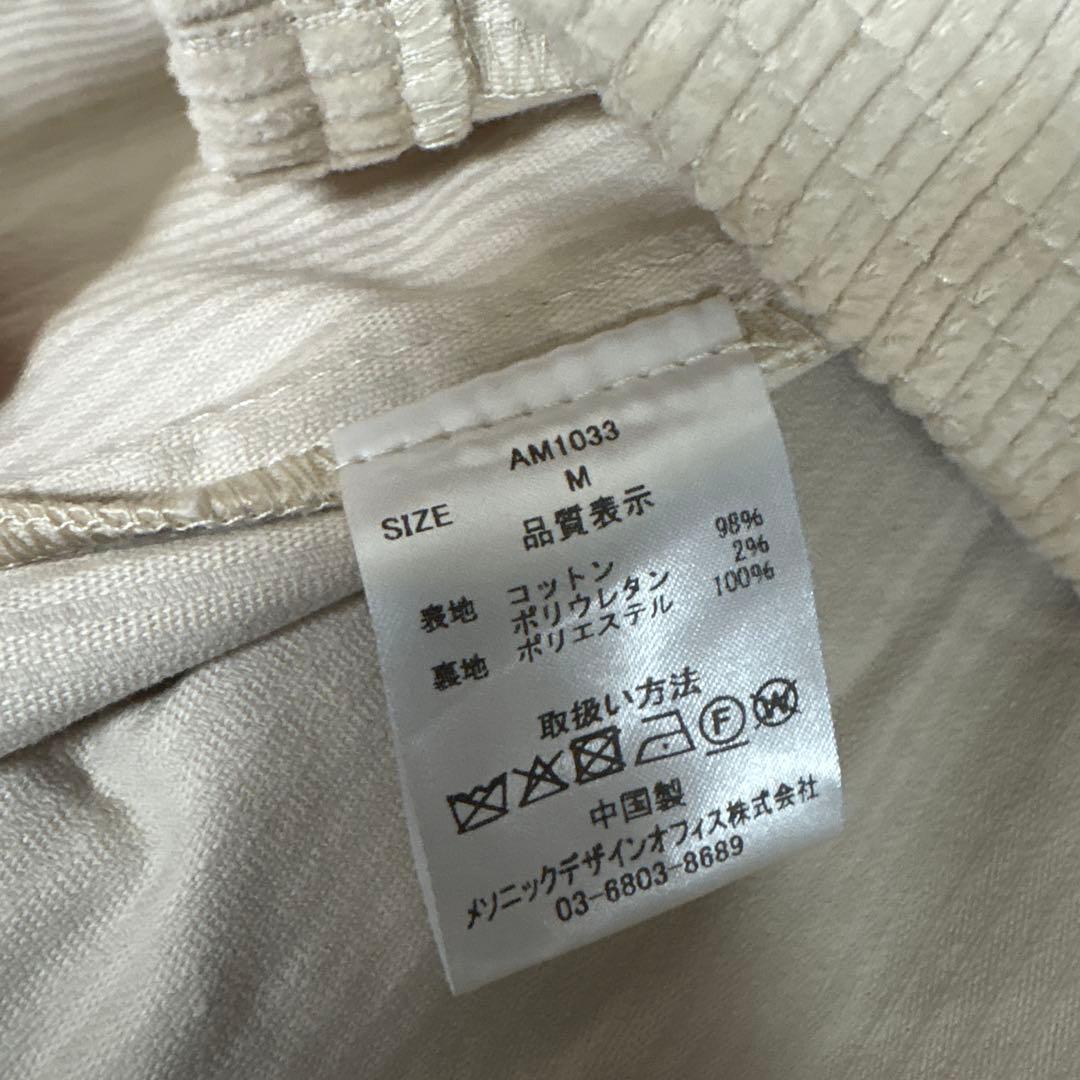 AM1033
SIZE M
品質表示
表地 コットン 98%
ポリウレタン 2%
裏地 ポリエステル 100%
取扱い方法
F W
中国製
メソニックデザインオフィス株式会社
03-6803-8689